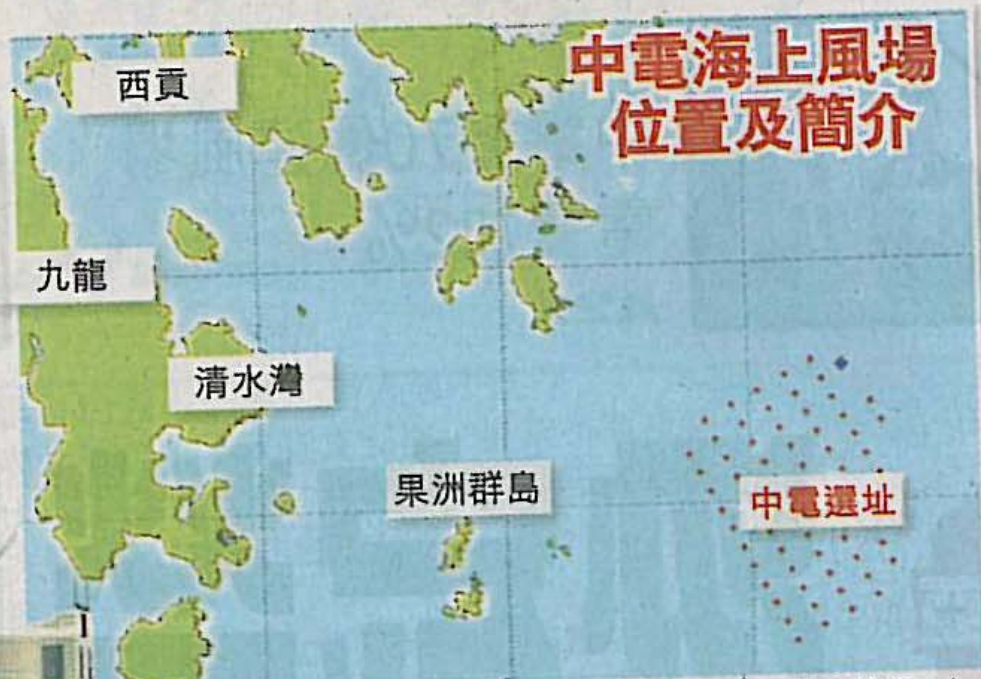 中電海上風場
位置及簡介
西貢
九龍
清水灣
果洲群島
中電選址